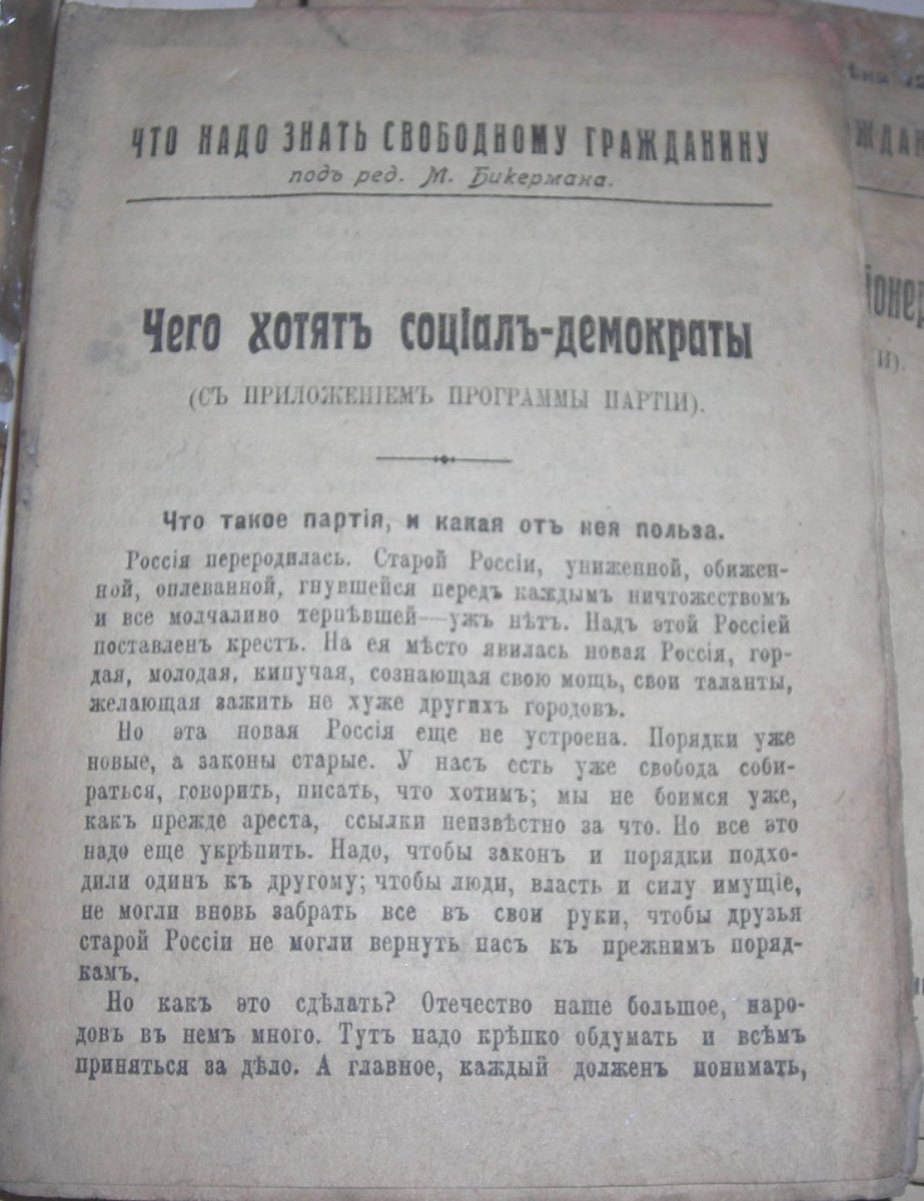 ЧТО НАДО ЗНАТЬ СВОБОДНОМУ ГРАЖДАНИНУ
подъ ред. М. Бикермана.
Чего хотятъ соціалъ-демократы
(СЪ ПРИЛОЖЕНІЕМЪ ПРОГРАММЫ ПАРТІИ).
Что такое партія, и какая отъ нея польза.
Россія переродилась. Старой Россіи, униженной, обижен-
ной, оплеванной, гнувшейся передъ каждымъ ничтожествомъ
и все молчаливо терпѣвшей—ужъ нѣтъ. Надъ этой Россіей
поставленъ крестъ. На ея мѣсто явилась новая Россія, гор-
дая, молодая, кипучая, сознающая свою мощь, свои таланты,
желающая зажить не хуже другихъ городовъ.
Но эта новая Россія еще не устроена. Порядки уже
новые, а законы старые. У насъ есть уже свобода соби-
раться, говорить, писать, что хотимъ; мы не боимся уже,
какъ прежде ареста, ссылки неизвѣстно за что. Но все это
надо еще укрѣпить. Надо, чтобы законъ и порядки подхо-
дили одинъ къ другому; чтобы люди, власть и силу имущіе,
не могли вновь забрать все въ свои руки, чтобы друзья
старой Россіи не могли вернуть насъ къ прежнимъ поряд-
камъ.
Но какъ это сдѣлать? Отечество наше большое, наро-
довъ въ немъ много. Тутъ надо крѣпко обдумать и всѣмъ
приняться за дѣло. А главное, каждый долженъ понимать,